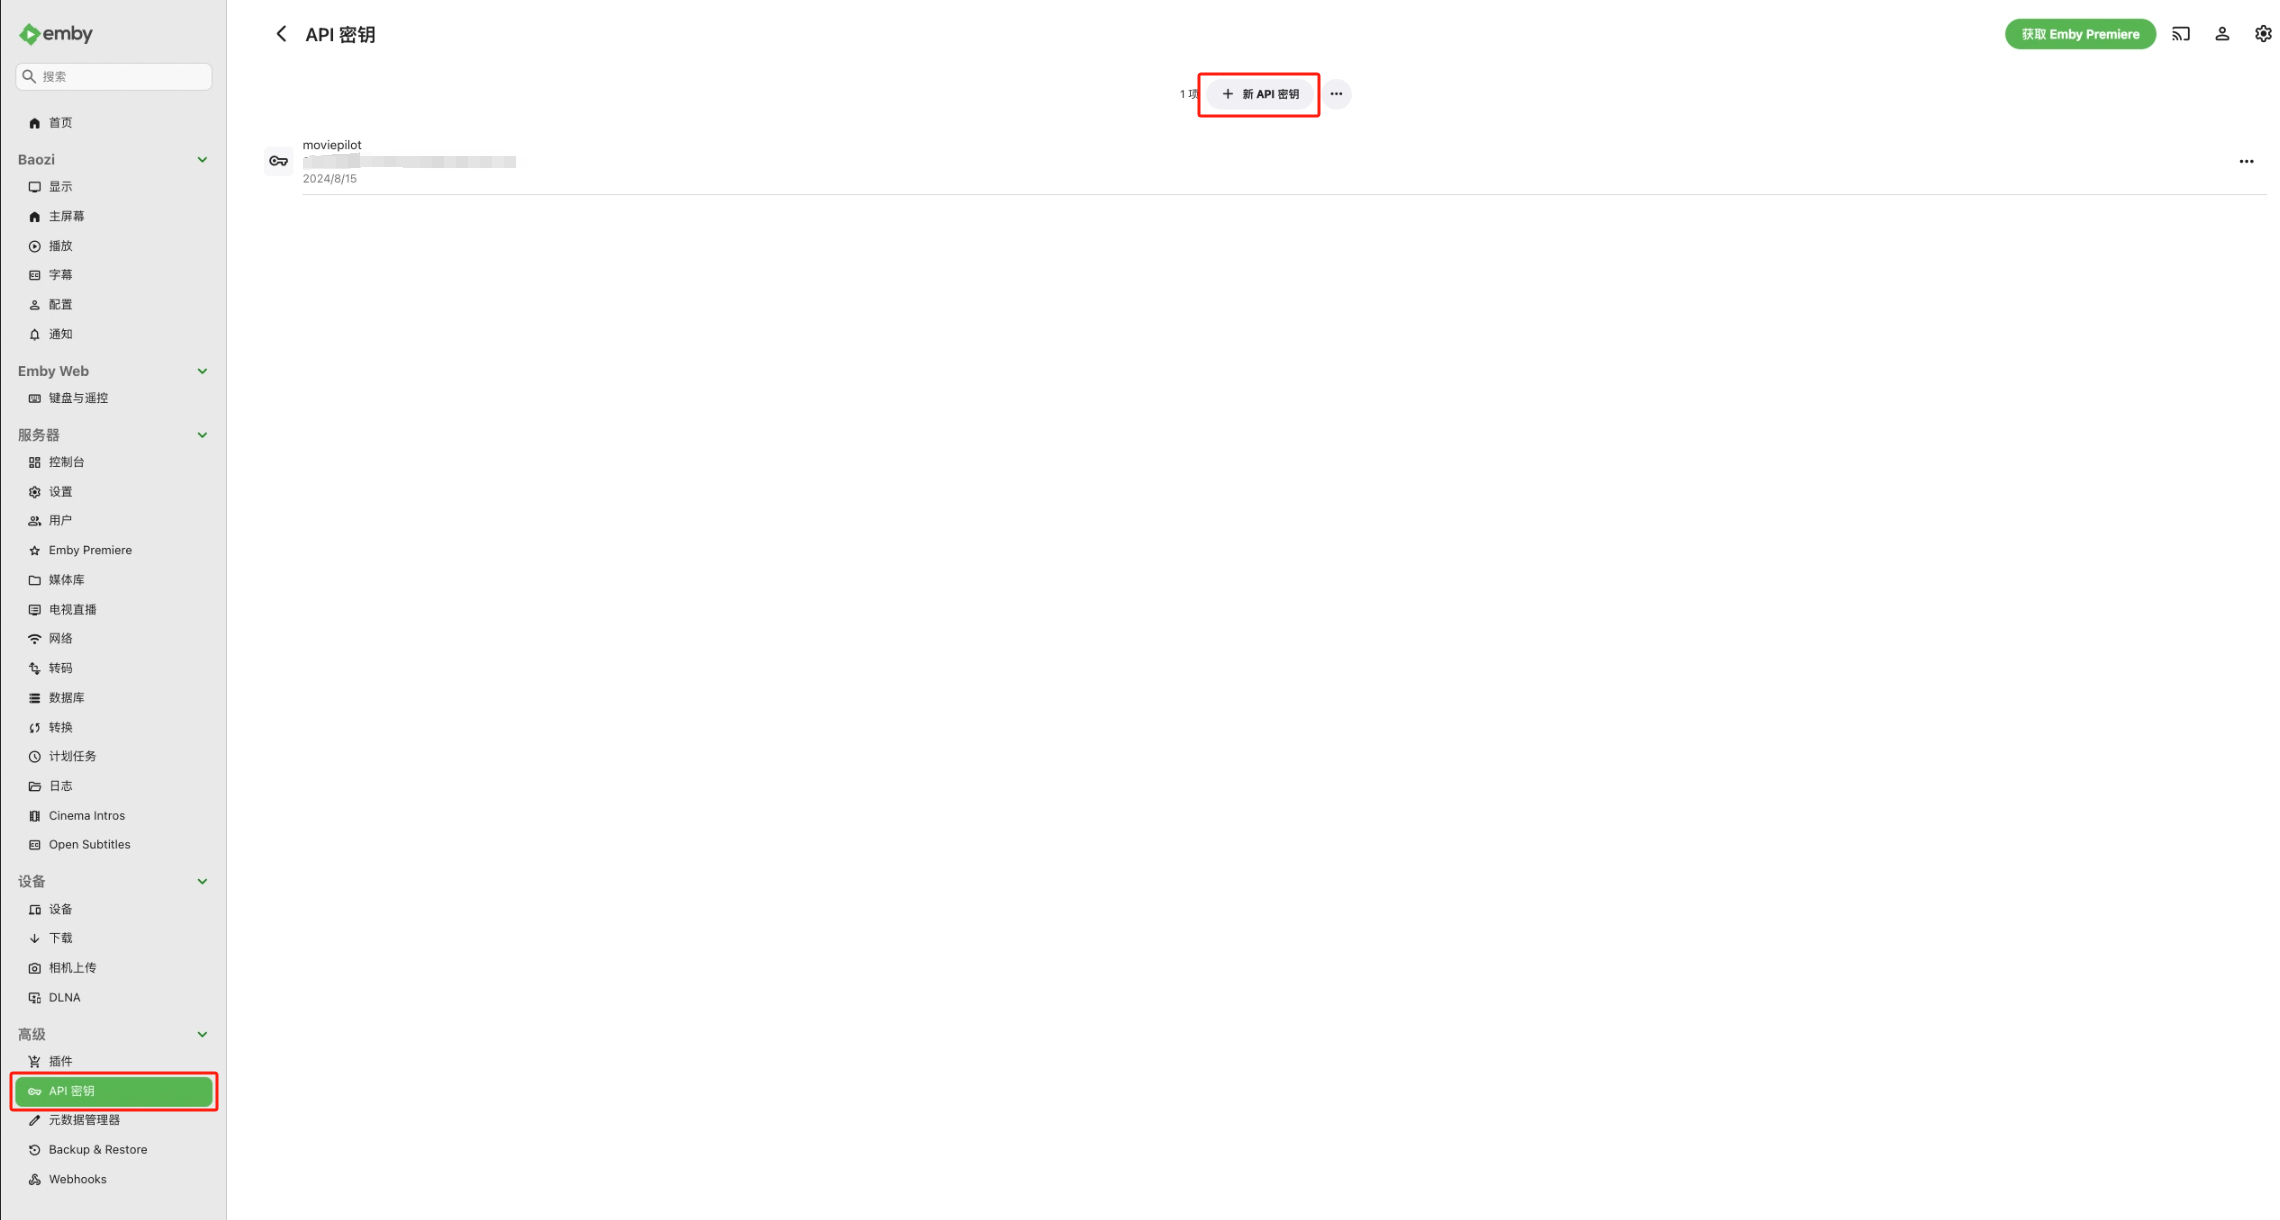 emby
搜索
首页
Baozi
显示
主屏幕
播放
字幕
配置
通知
Emby Web
键盘与遥控
服务器
控制台
设置
用户
Emby Premiere
媒体库
电视直播
网络
转码
数据库
转换
计划任务
日志
Cinema Intros
Open Subtitles
设备
设备
下载
相机上传
DLNA
高级
插件
API 密钥
元数据管理器
Backup & Restore
Webhooks
API 密钥
获取 Emby Premiere
1 项
新 API 密钥
moviepilot
2024/8/15